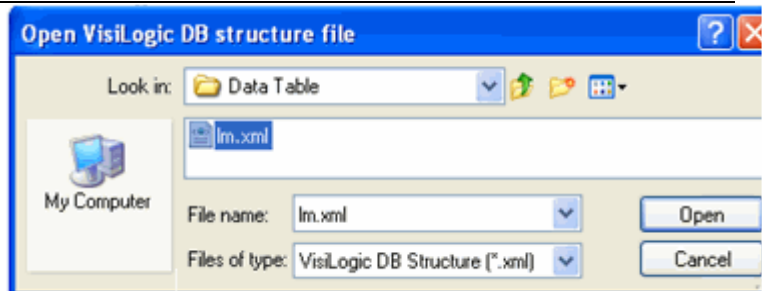 Open VisiLogic DB structure file
Look in: Data Table
lm.xml
My Computer
File name: lm.xml Open
Files of type: VisiLogic DB Structure (*.xml) Cancel